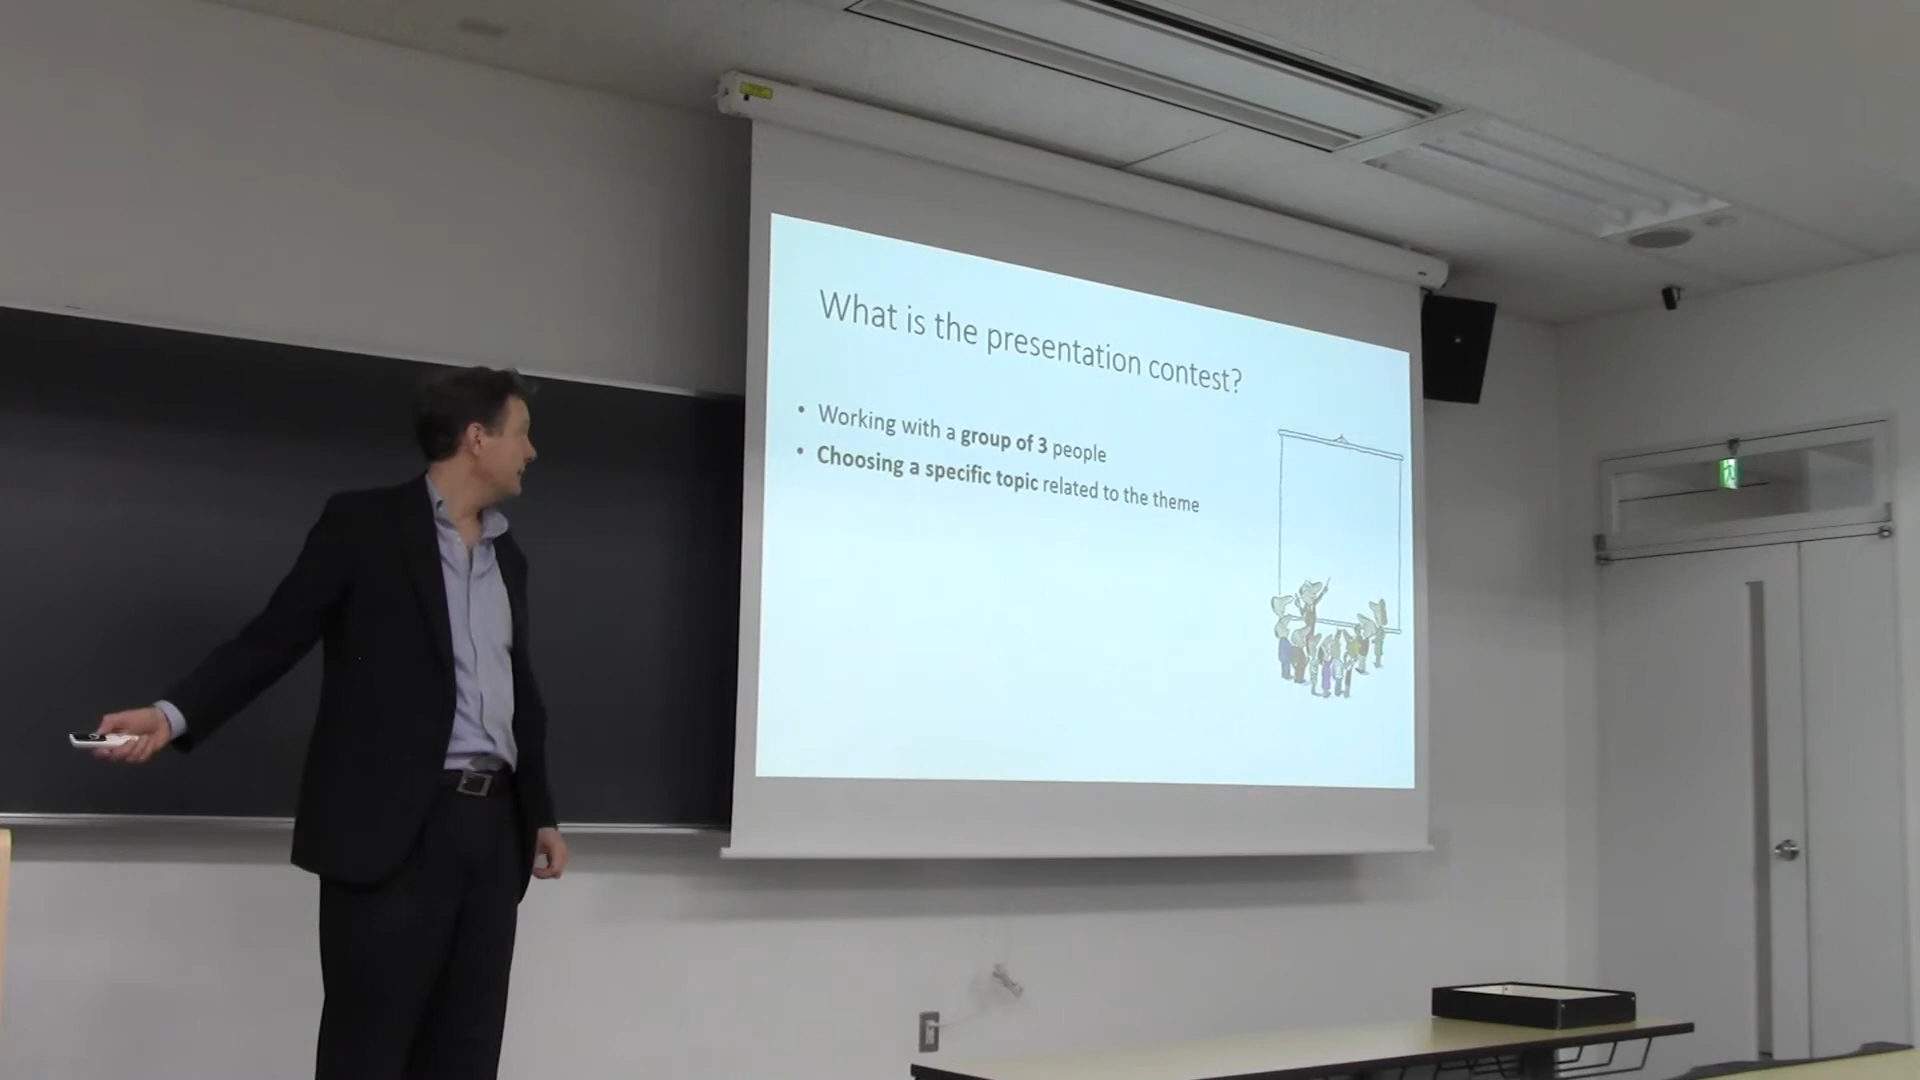 What is the presentation contest?
• Working with a group of 3 people
• Choosing a specific topic related to the theme